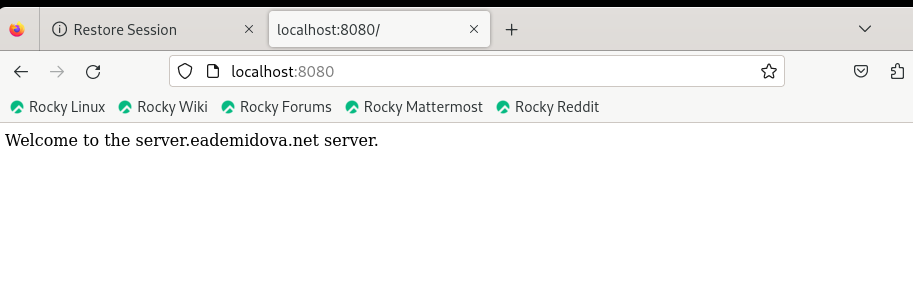 Restore Session
localhost:8080/
localhost:8080
Rocky Linux Rocky Wiki Rocky Forums Rocky Mattermost Rocky Reddit
Welcome to the server.eademidova.net server.